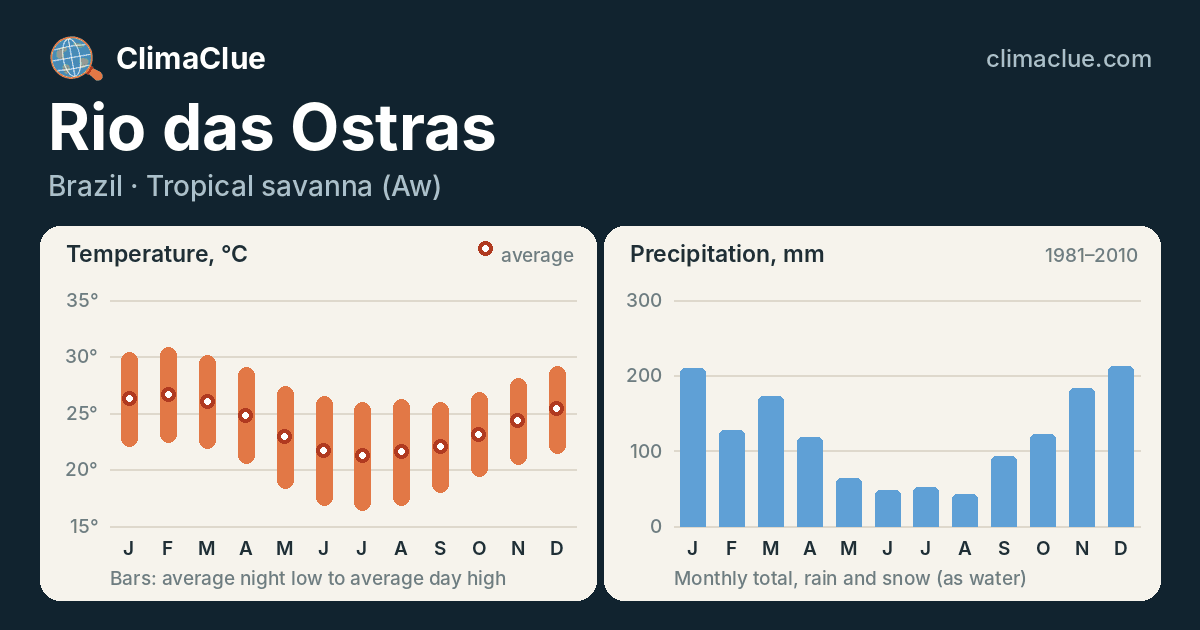 ClimaClue
climaclue.com
Rio das Ostras
Brazil · Tropical savanna (Aw)
Temperature, °C
average
35°
30°
25°
20°
15°
J F M A M J J A S O N D
Bars: average night low to average day high
Precipitation, mm
1981–2010
300
200
100
0
J F M A M J J A S O N D
Monthly total, rain and snow (as water)